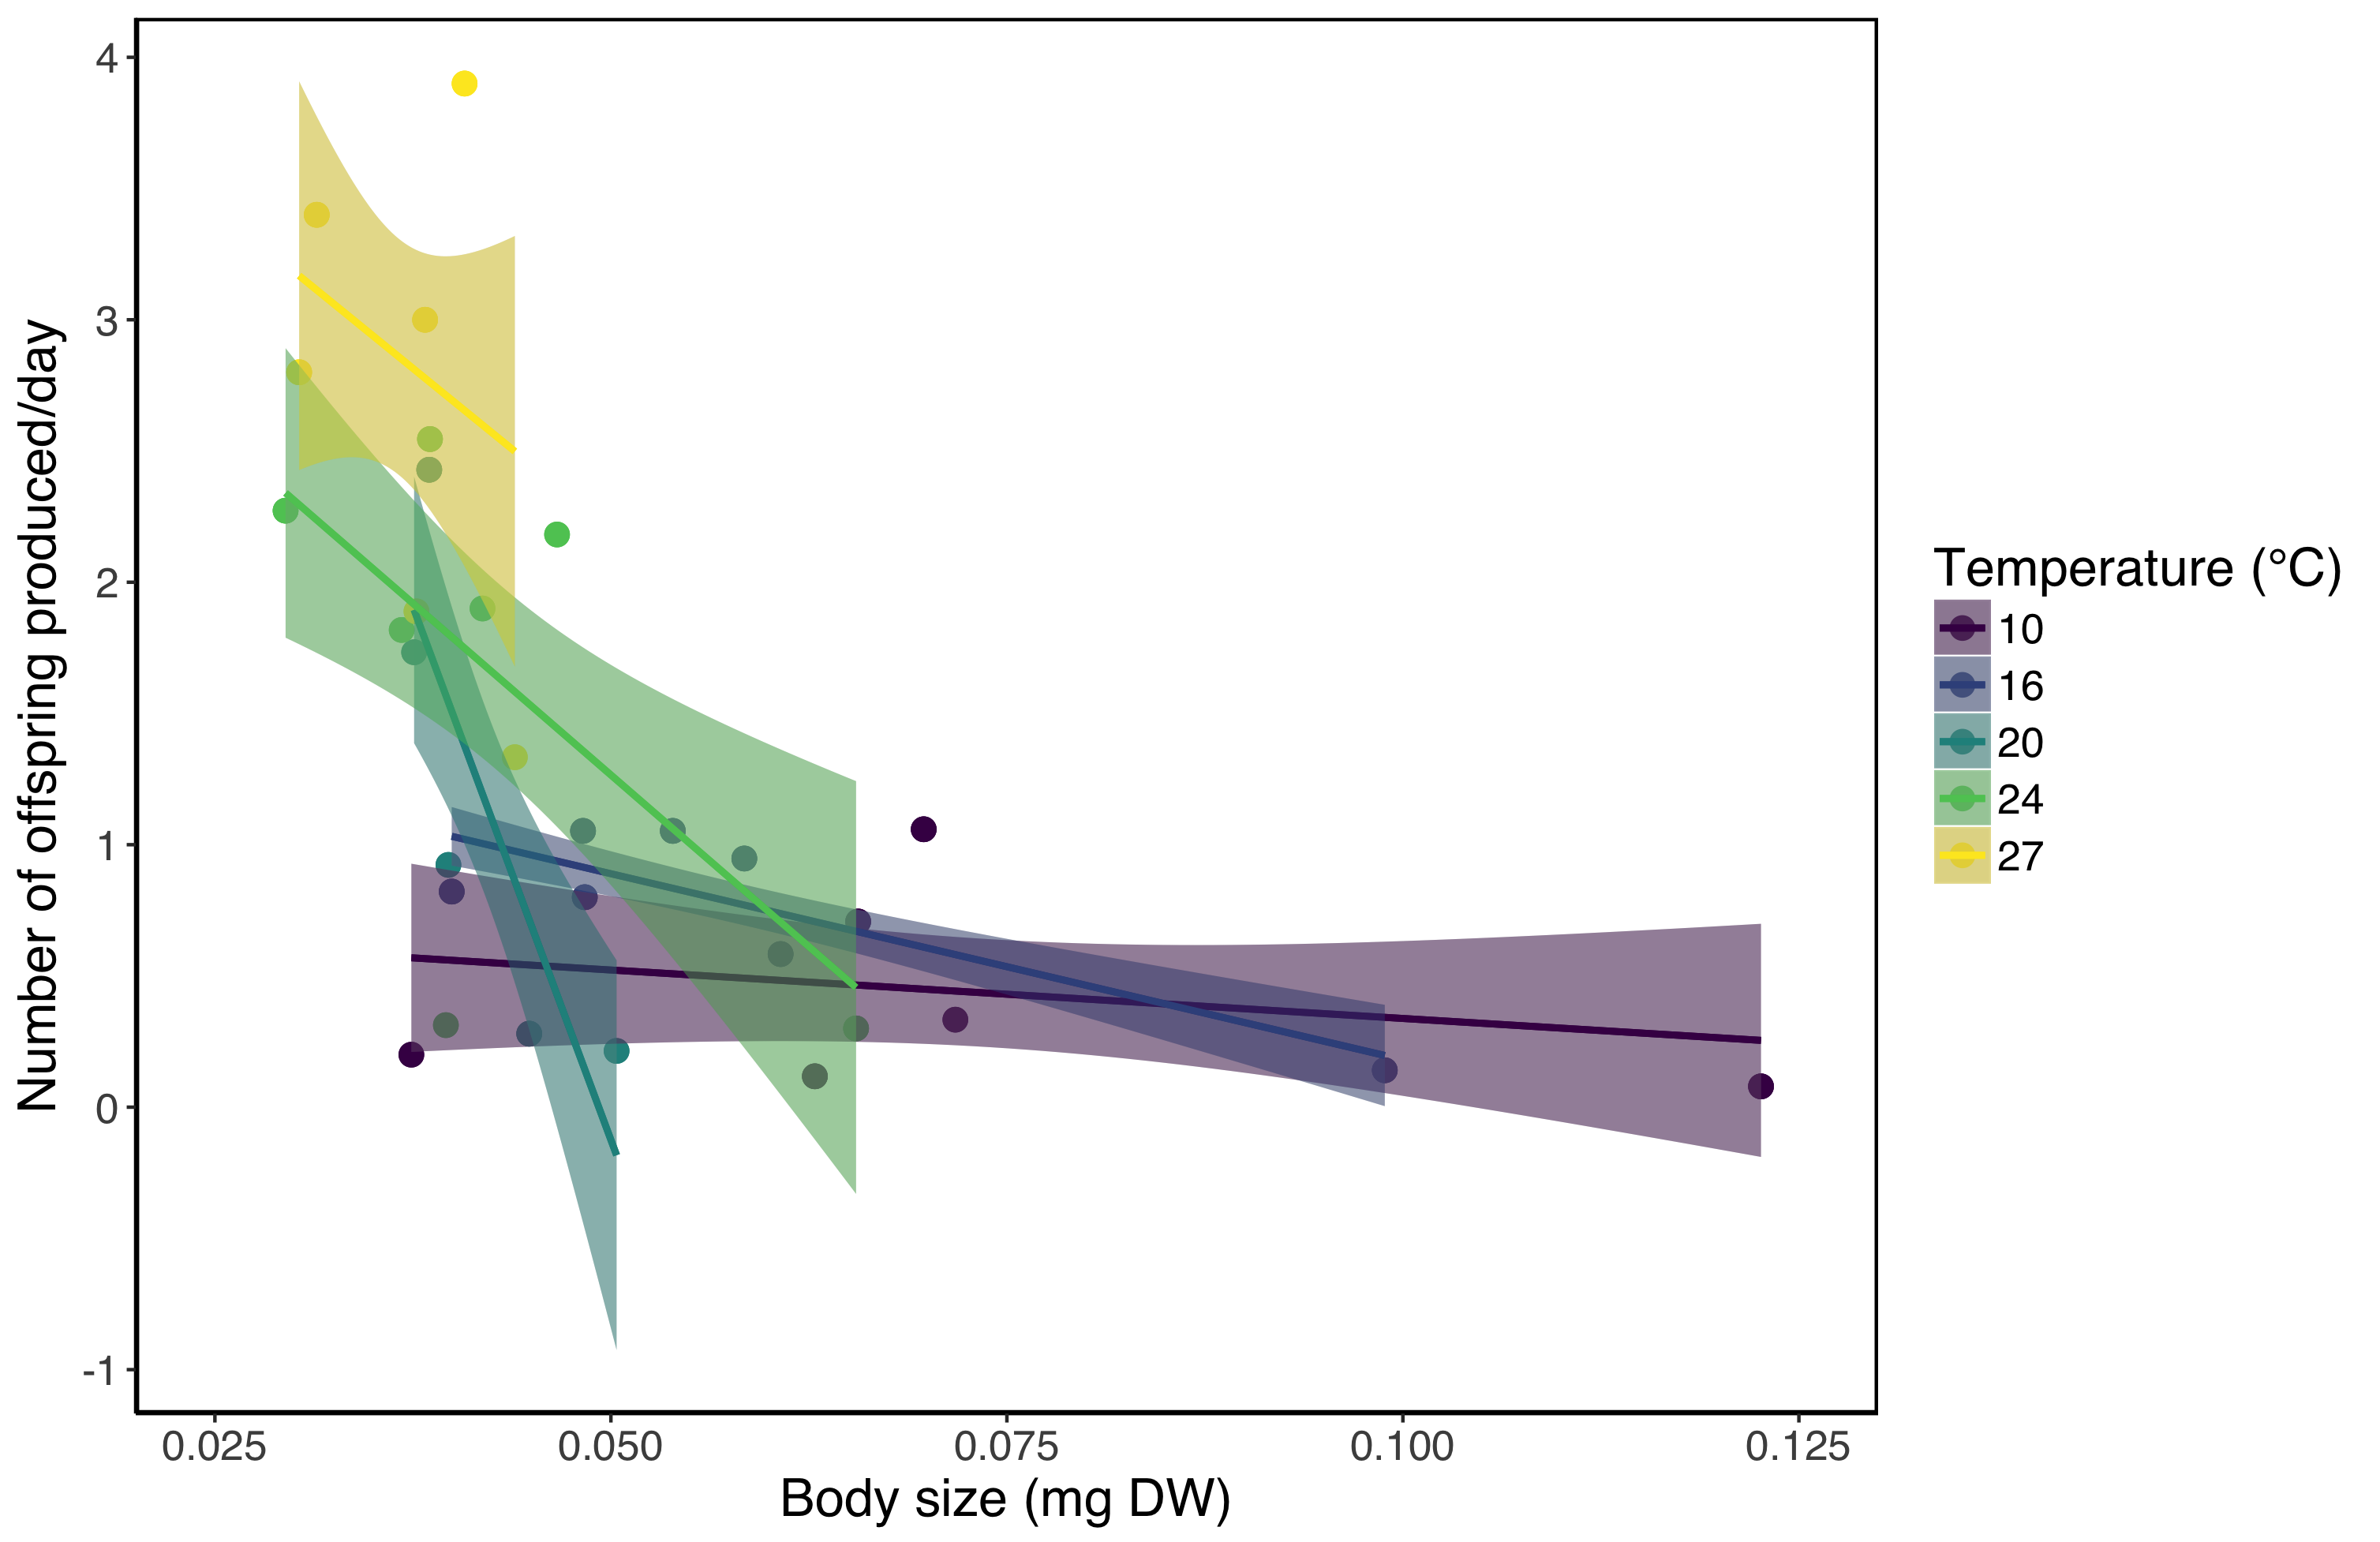 Number of offspring produced/day
4
3
2
1
0
-1
0.025 0.050 0.075 0.100 0.125
Body size (mg DW)
Temperature (°C)
10
16
20
24
27